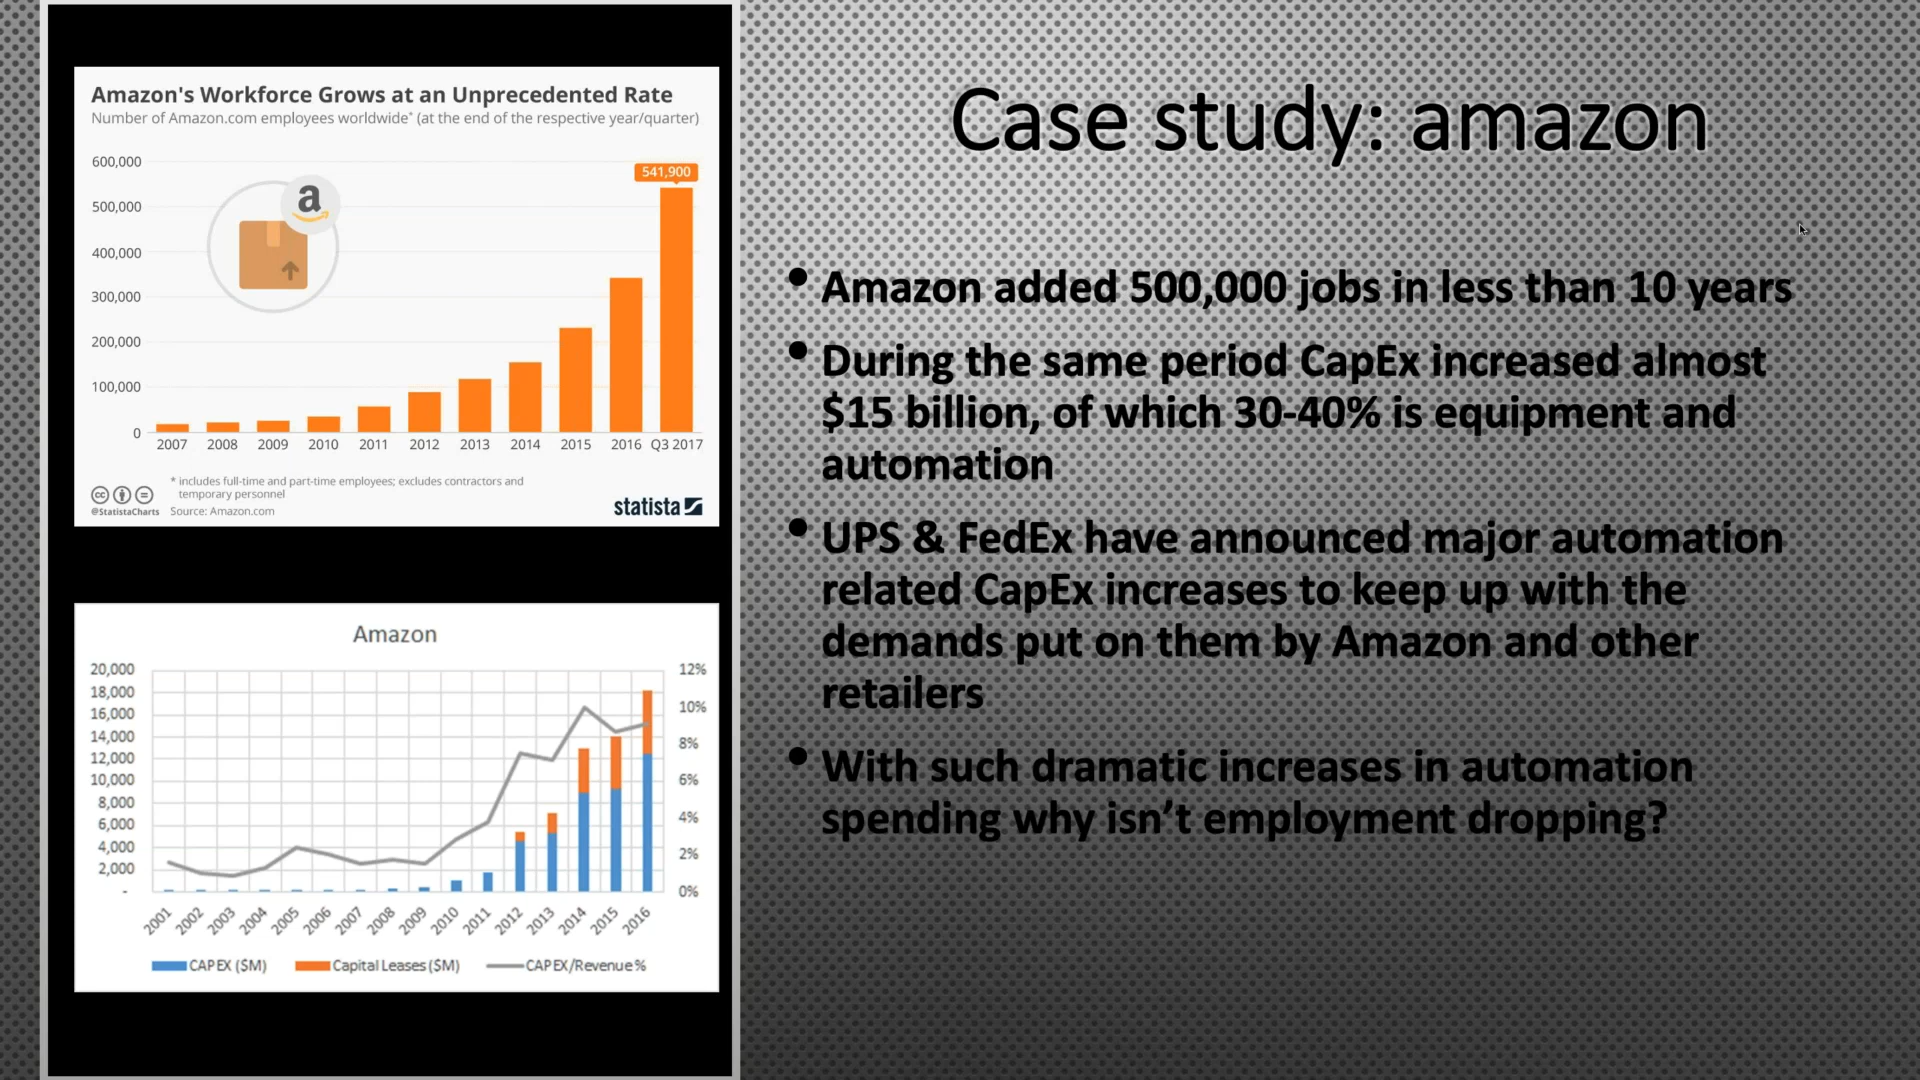 Amazon's Workforce Grows at an Unprecedented Rate
Number of Amazon.com employees worldwide* (at the end of the respective year/quarter)
600,000
500,000
400,000
300,000
200,000
100,000
0
541,900
a
2007 2008 2009 2010 2011 2012 2013 2014 2015 2016 Q3 2017
* includes full-time and part-time employees; excludes contractors and
temporary personnel
cc
@StatistaCharts Source: Amazon.com
statista
Amazon
20,000
18,000
16,000
14,000
12,000
10,000
8,000
6,000
4,000
2,000
-
12%
10%
8%
6%
4%
2%
0%
2001 2002 2003 2004 2005 2006 2007 2008 2009 2010 2011 2012 2013 2014 2015 2016
CAPEX ($M) Capital Leases ($M) CAPEX/Revenue %
Case study: amazon
• Amazon added 500,000 jobs in less than 10 years
• During the same period CapEx increased almost
$15 billion, of which 30-40% is equipment and
automation
• UPS & FedEx have announced major automation
related CapEx increases to keep up with the
demands put on them by Amazon and other
retailers
• With such dramatic increases in automation
spending why isn't employment dropping?